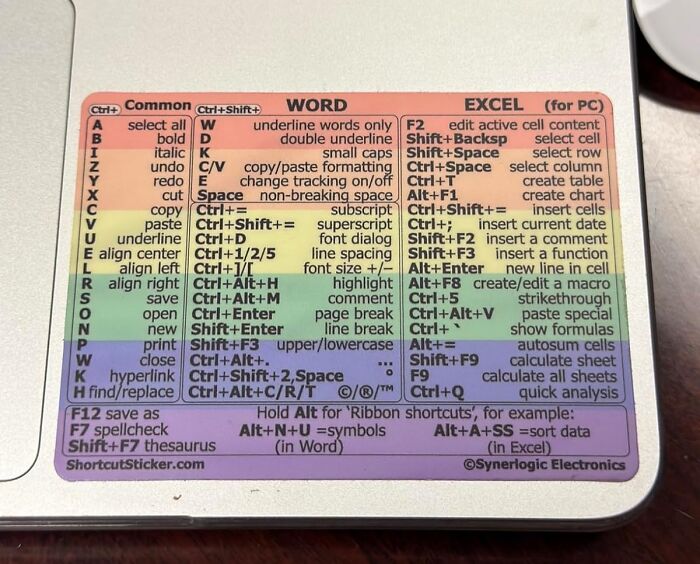 Ctrl+ Common Ctrl+Shift+ WORD EXCEL (for PC)
A select all W underline words only F2 edit active cell content
B bold D double underline Shift+Backsp select cell
I italic K small caps Shift+Space select row
Z undo C/V copy/paste formatting Ctrl+Space select column
Y redo E change tracking on/off Ctrl+T create table
X cut Space non-breaking space Alt+F1 create chart
C copy Ctrl+= subscript Ctrl+Shift+= insert cells
V paste Ctrl+Shift+= superscript Ctrl+; insert current date
U underline Ctrl+D font dialog Shift+F2 insert a comment
E align center Ctrl+1/2/5 line spacing Shift+F3 insert a function
L align left Ctrl+]/[ font size +/– Alt+Enter new line in cell
R align right Ctrl+Alt+H highlight Alt+F8 create/edit a macro
S save Ctrl+Alt+M comment Ctrl+5 strikethrough
O open Ctrl+Enter page break Ctrl+Alt+V paste special
N new Shift+Enter line break Ctrl+ ` show formulas
P print Shift+F3 upper/lowercase Alt+= autosum cells
W close Ctrl+Alt+. ... Shift+F9 calculate sheet
K hyperlink Ctrl+Shift+2,Space ° F9 calculate all sheets
H find/replace Ctrl+Alt+C/R/T ©/®/™ Ctrl+Q quick analysis
F12 save as Hold Alt for ‘Ribbon shortcuts’, for example:
F7 spellcheck Alt+N+U =symbols Alt+A+SS =sort data
Shift+F7 thesaurus (in Word) (in Excel)
ShortcutSticker.com ©Synerlogic Electronics